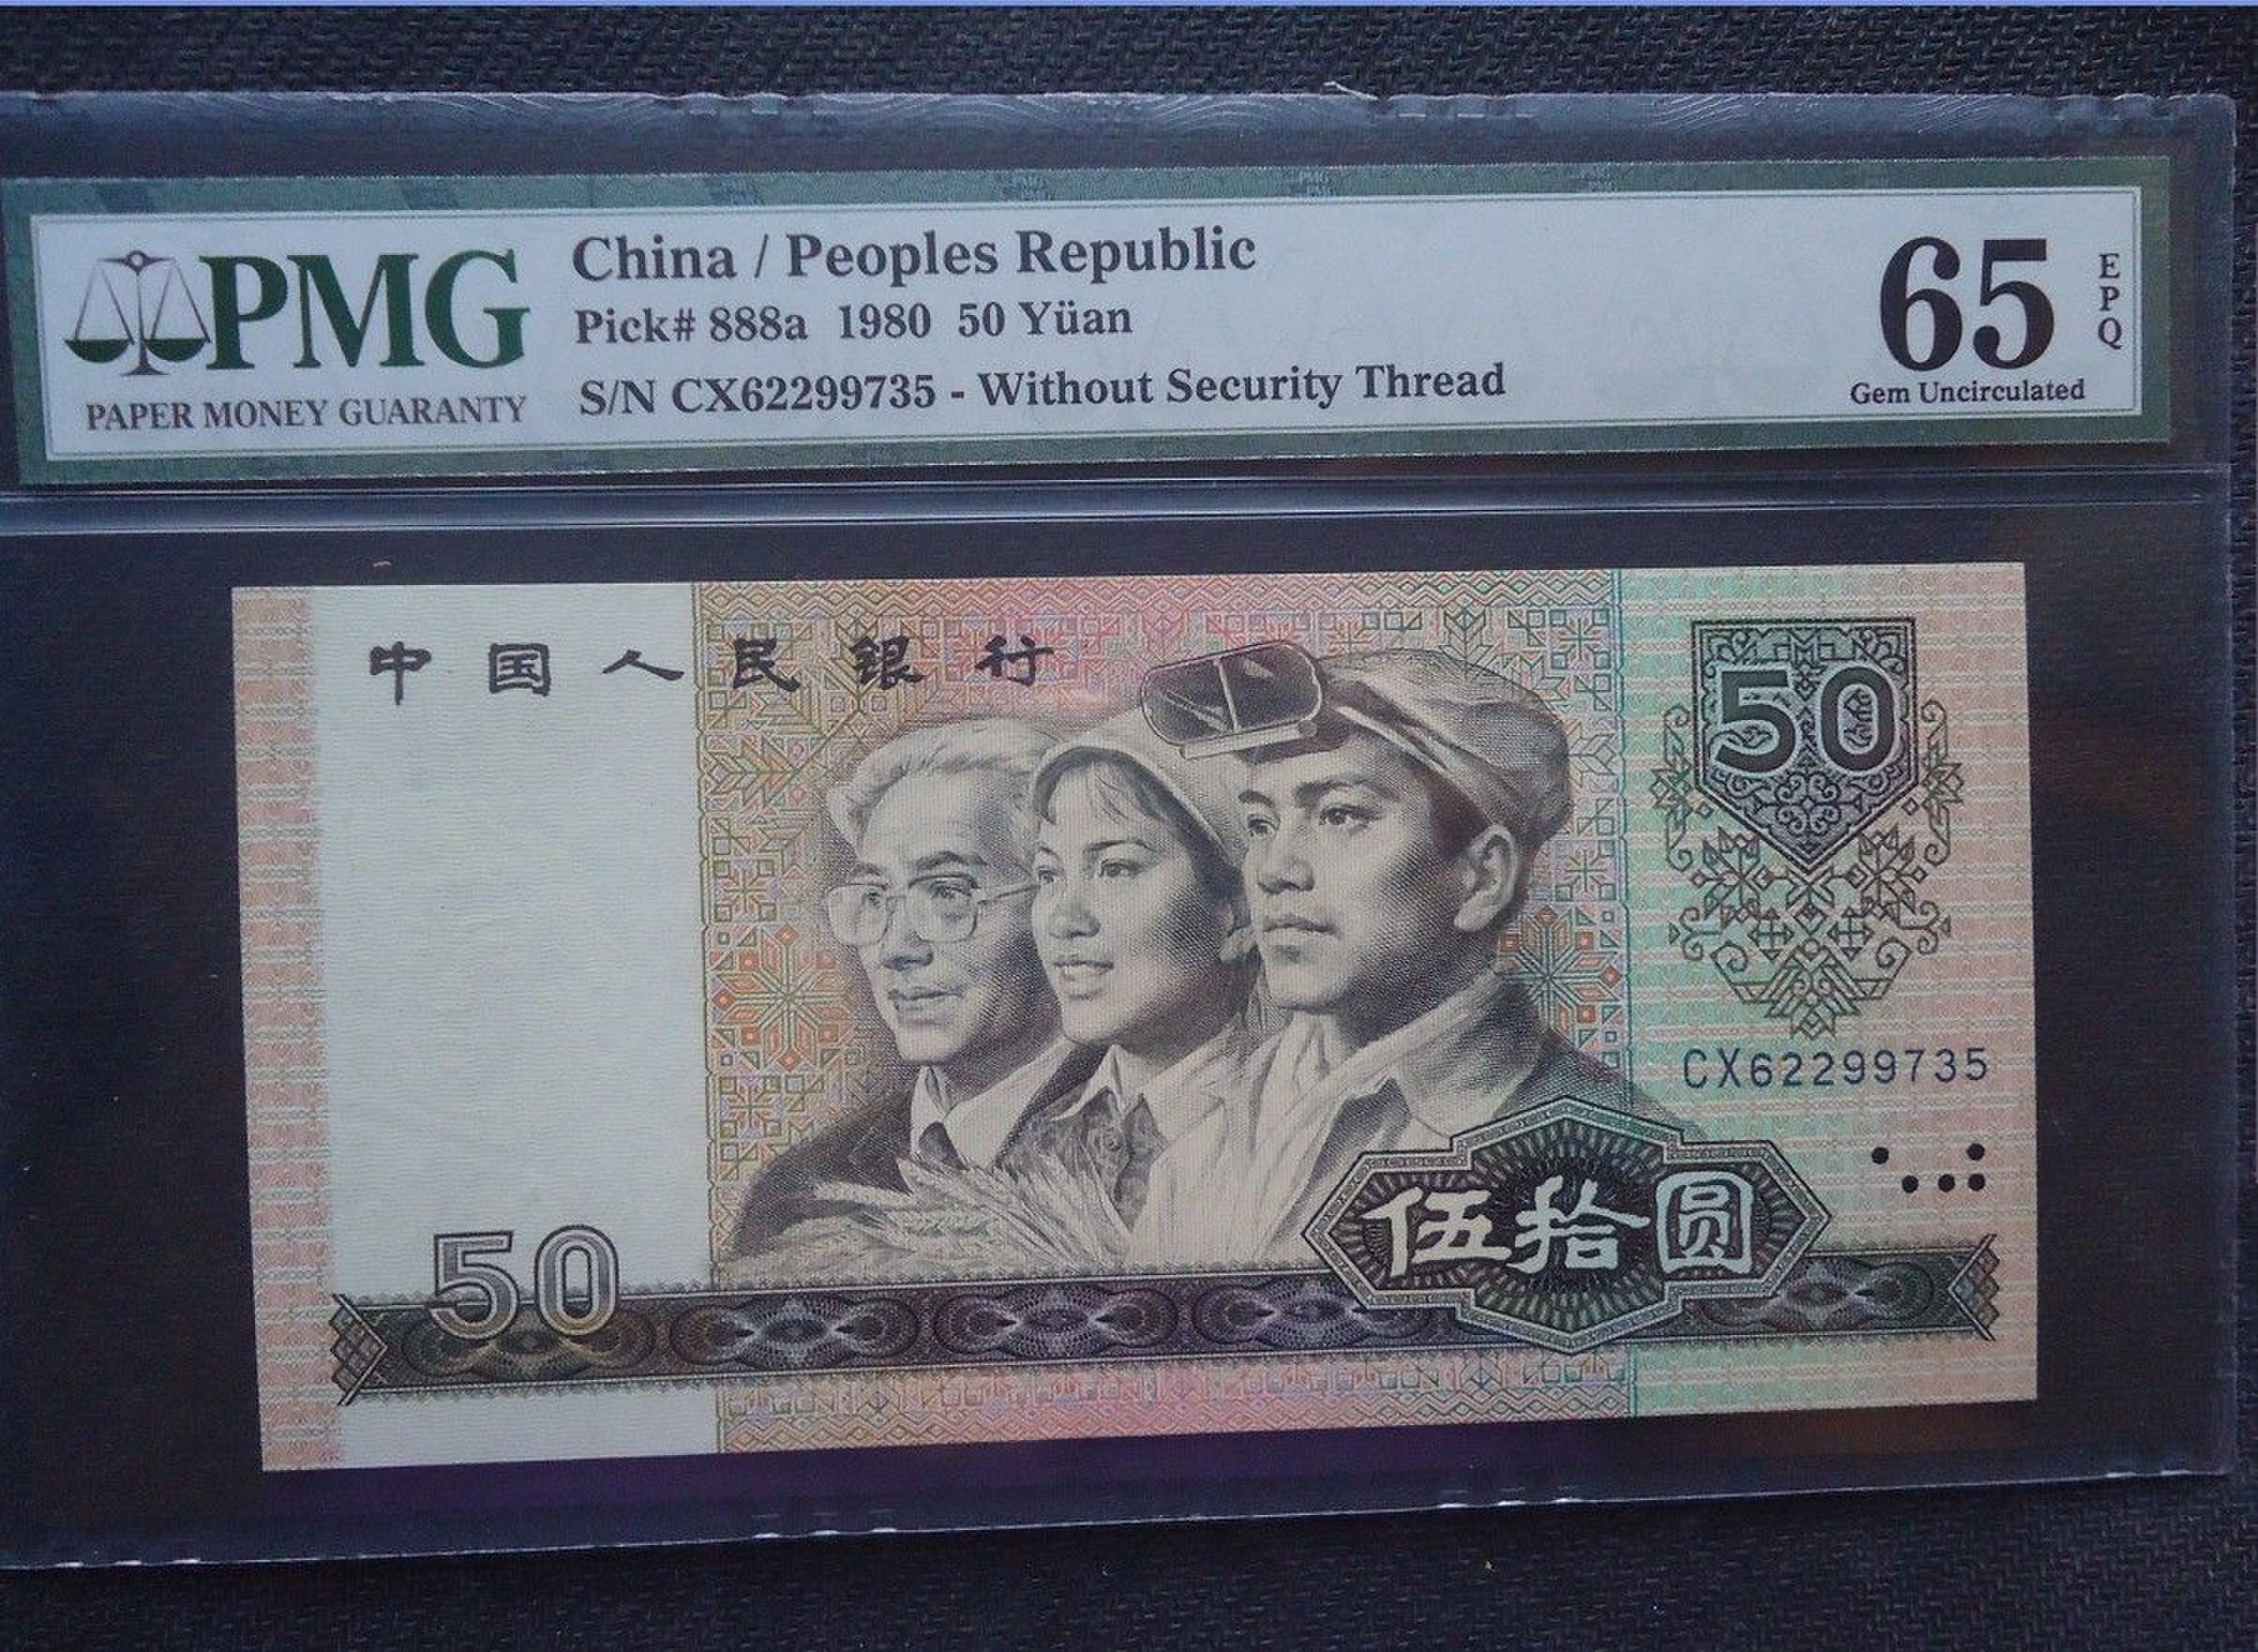 PMG
PAPER MONEY GUARANTY
China / Peoples Republic
Pick# 888a 1980 50 Yüan
S/N CX62299735 - Without Security Thread
65
EPQ
Gem Uncirculated
中国人民银行
50
CX62299735
50
伍拾圆